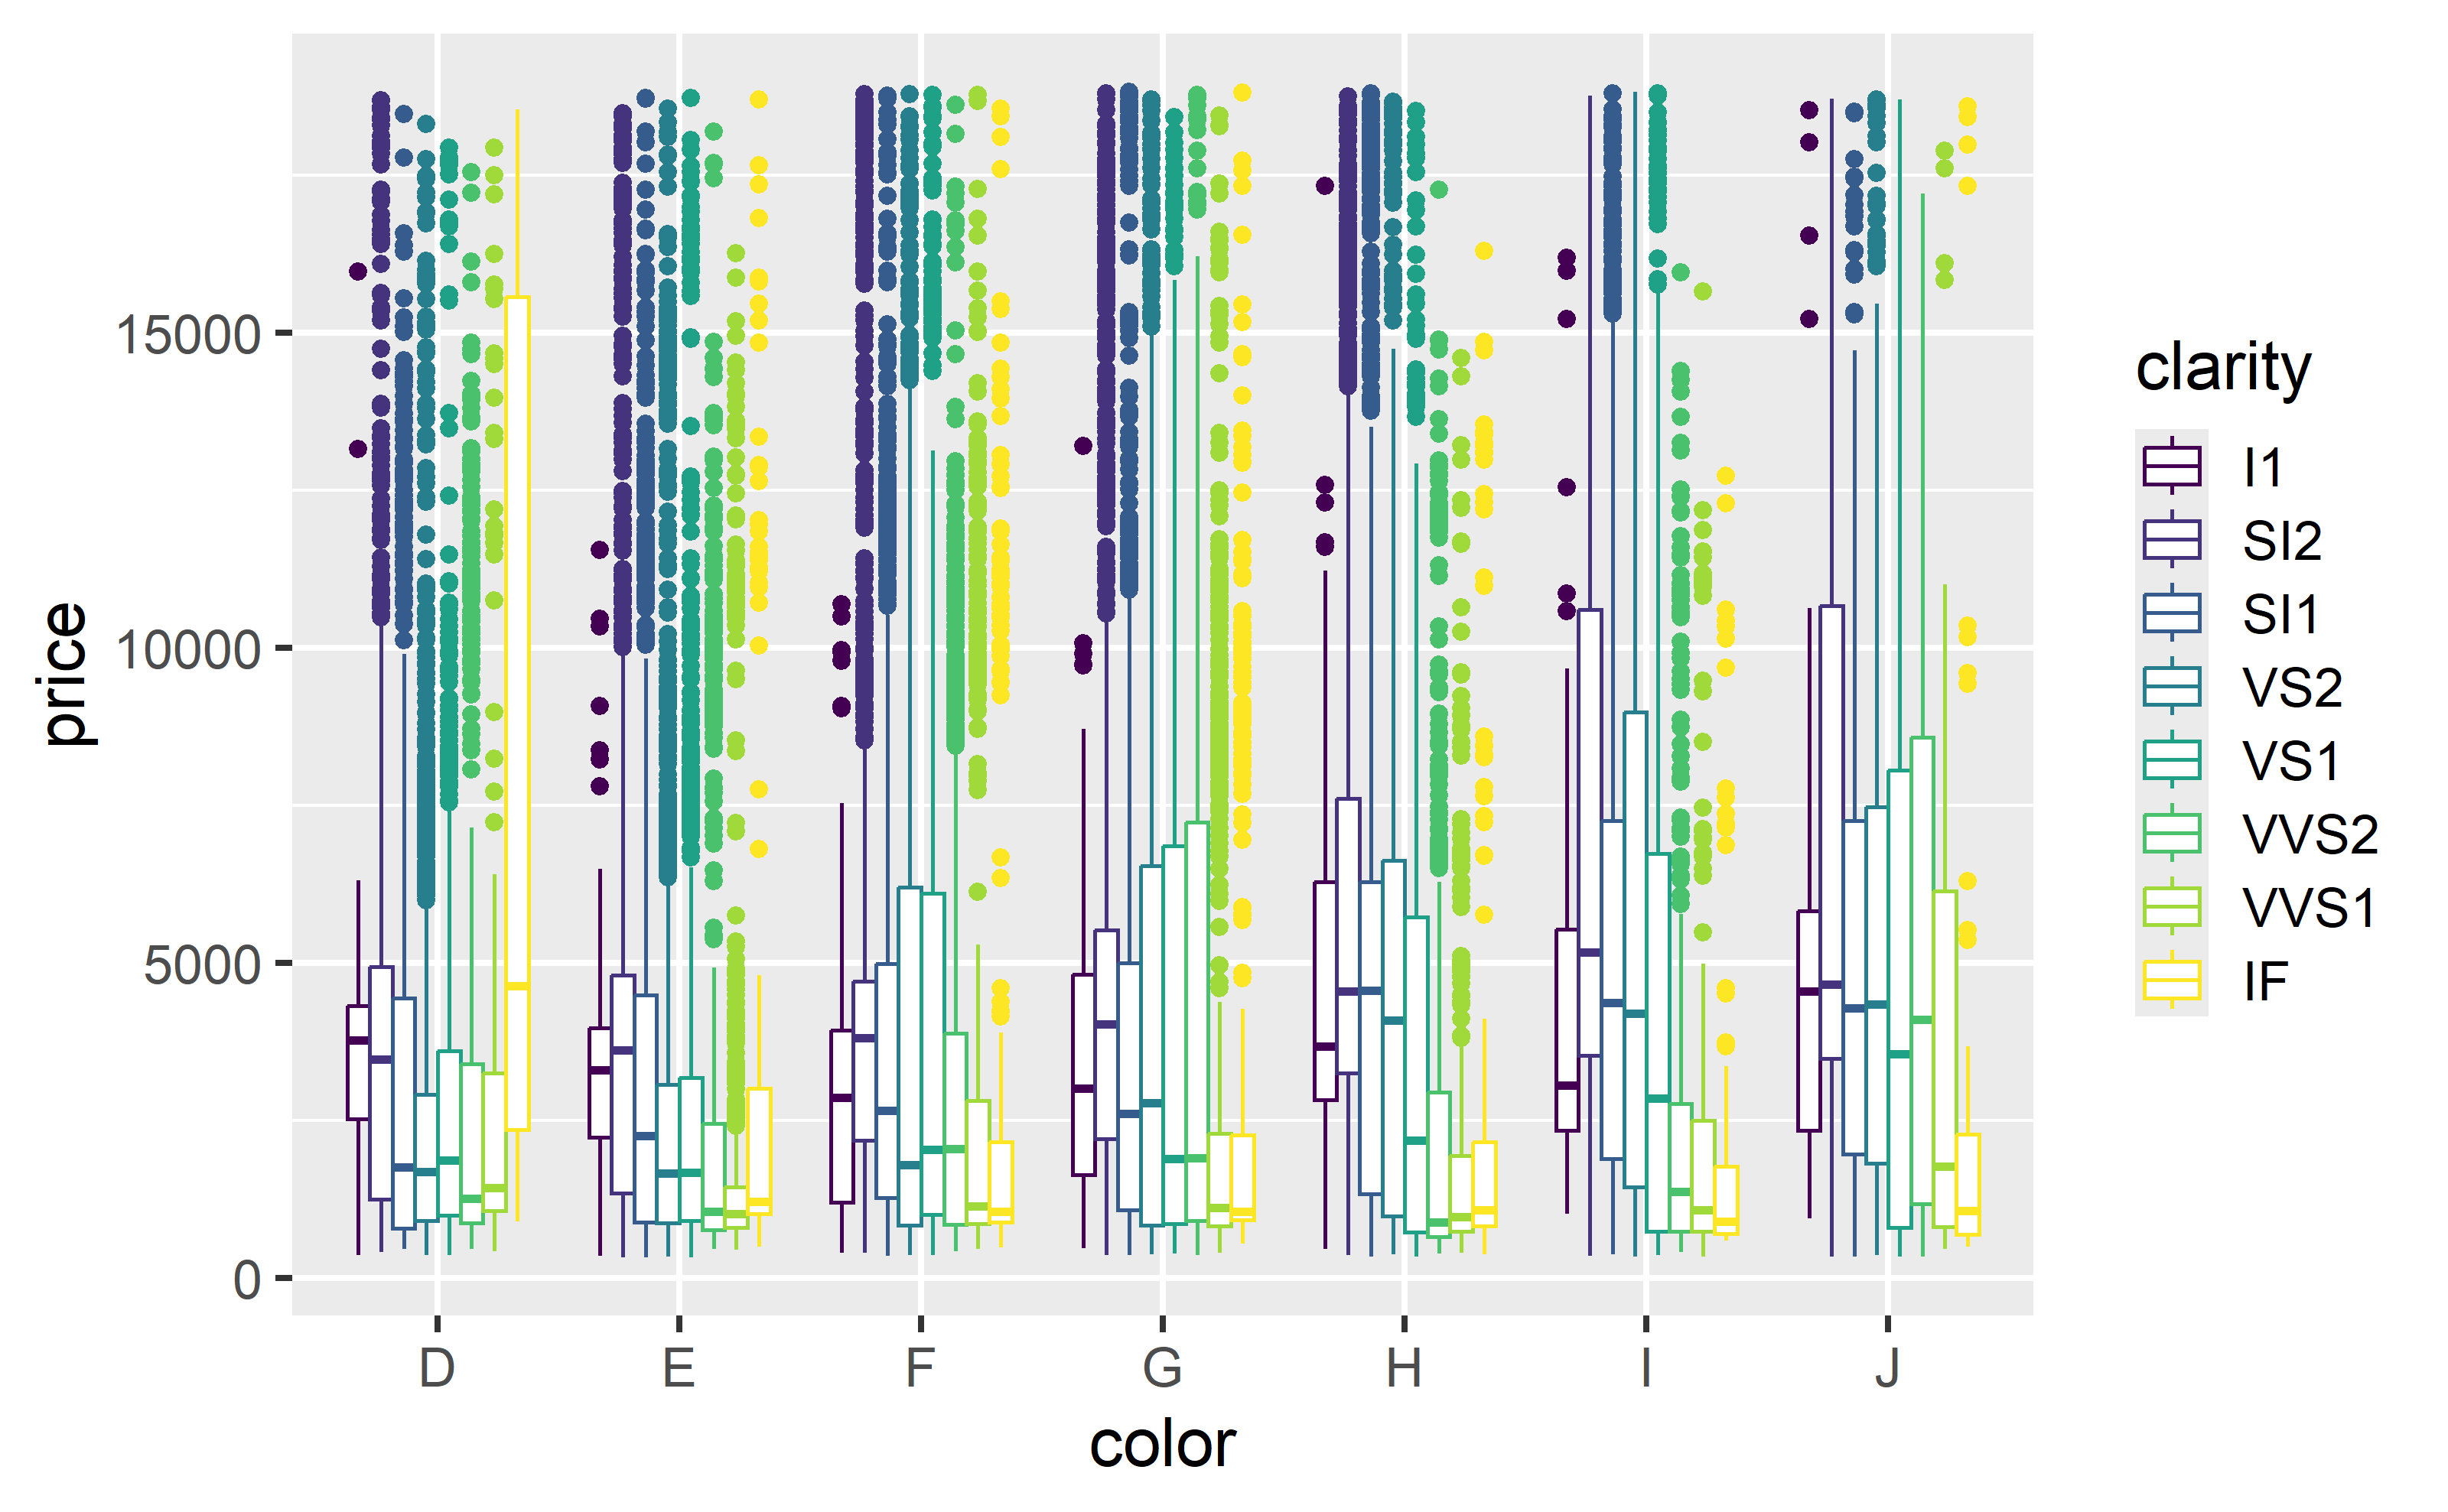 price
15000
10000
5000
0
D E F G H I J
color
clarity
I1
SI2
SI1
VS2
VS1
VVS2
VVS1
IF